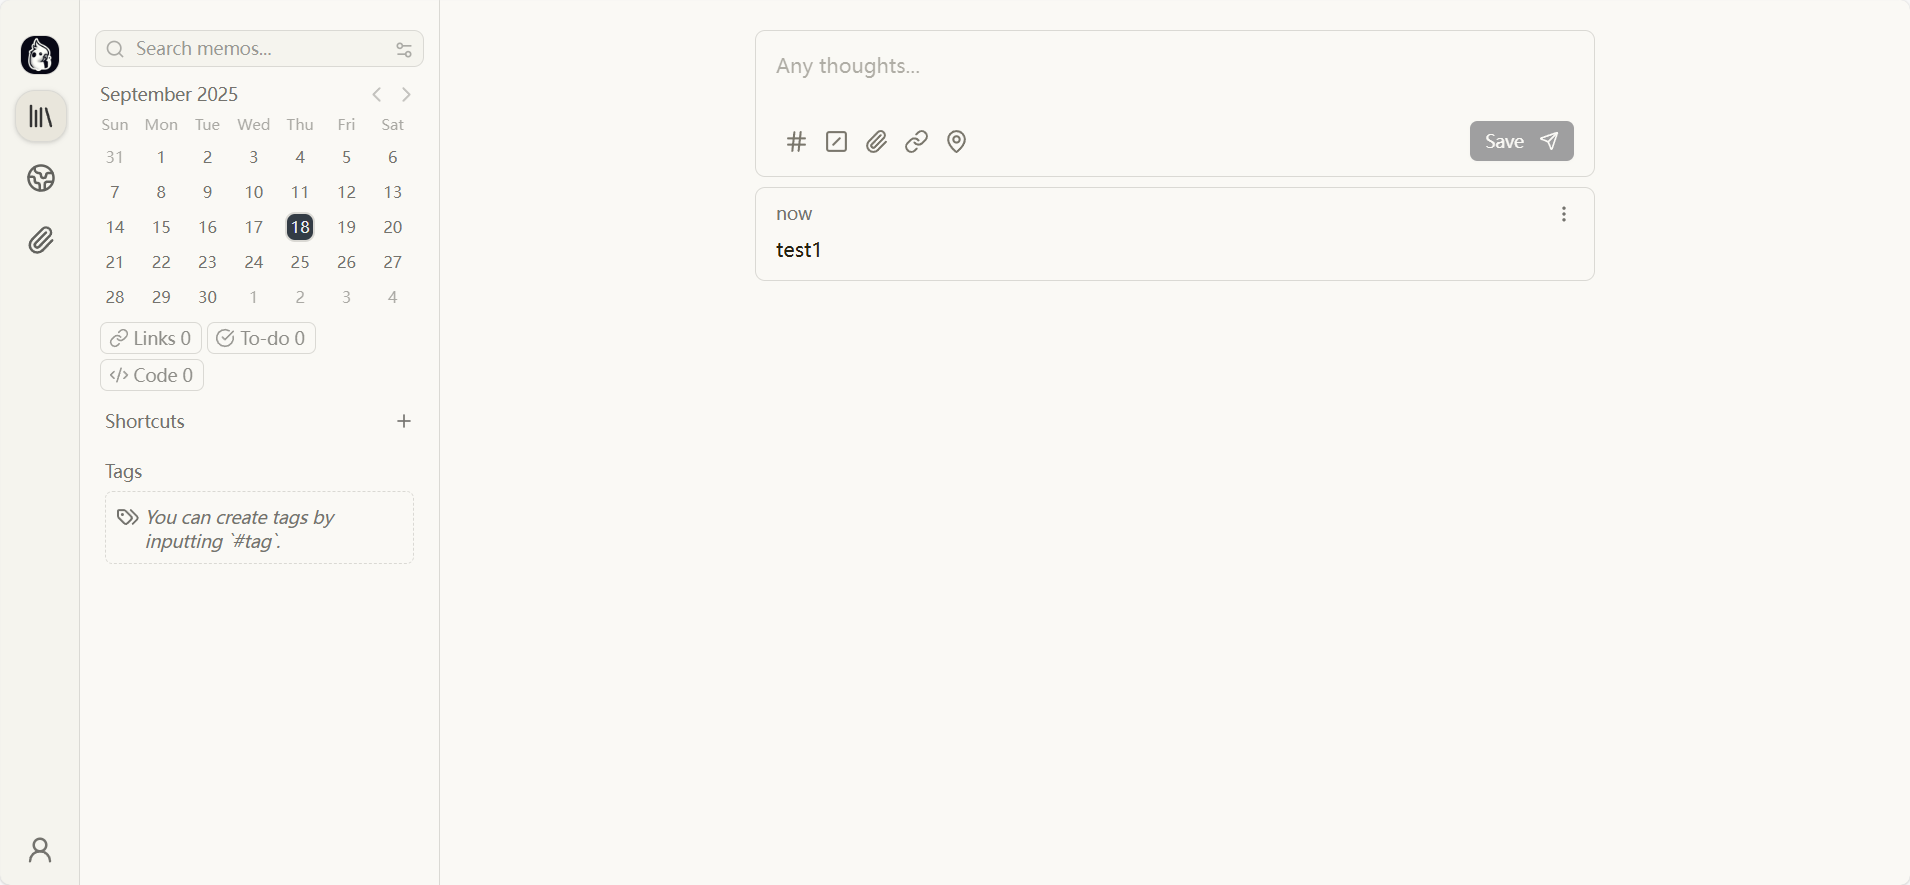 Search memos...
September 2025
Sun Mon Tue Wed Thu Fri Sat
31 1 2 3 4 5 6
7 8 9 10 11 12 13
14 15 16 17 18 19 20
21 22 23 24 25 26 27
28 29 30 1 2 3 4
Links 0 To-do 0
Code 0
Shortcuts
Tags
You can create tags by
inputting `#tag`.
Any thoughts...
Save
now
test1